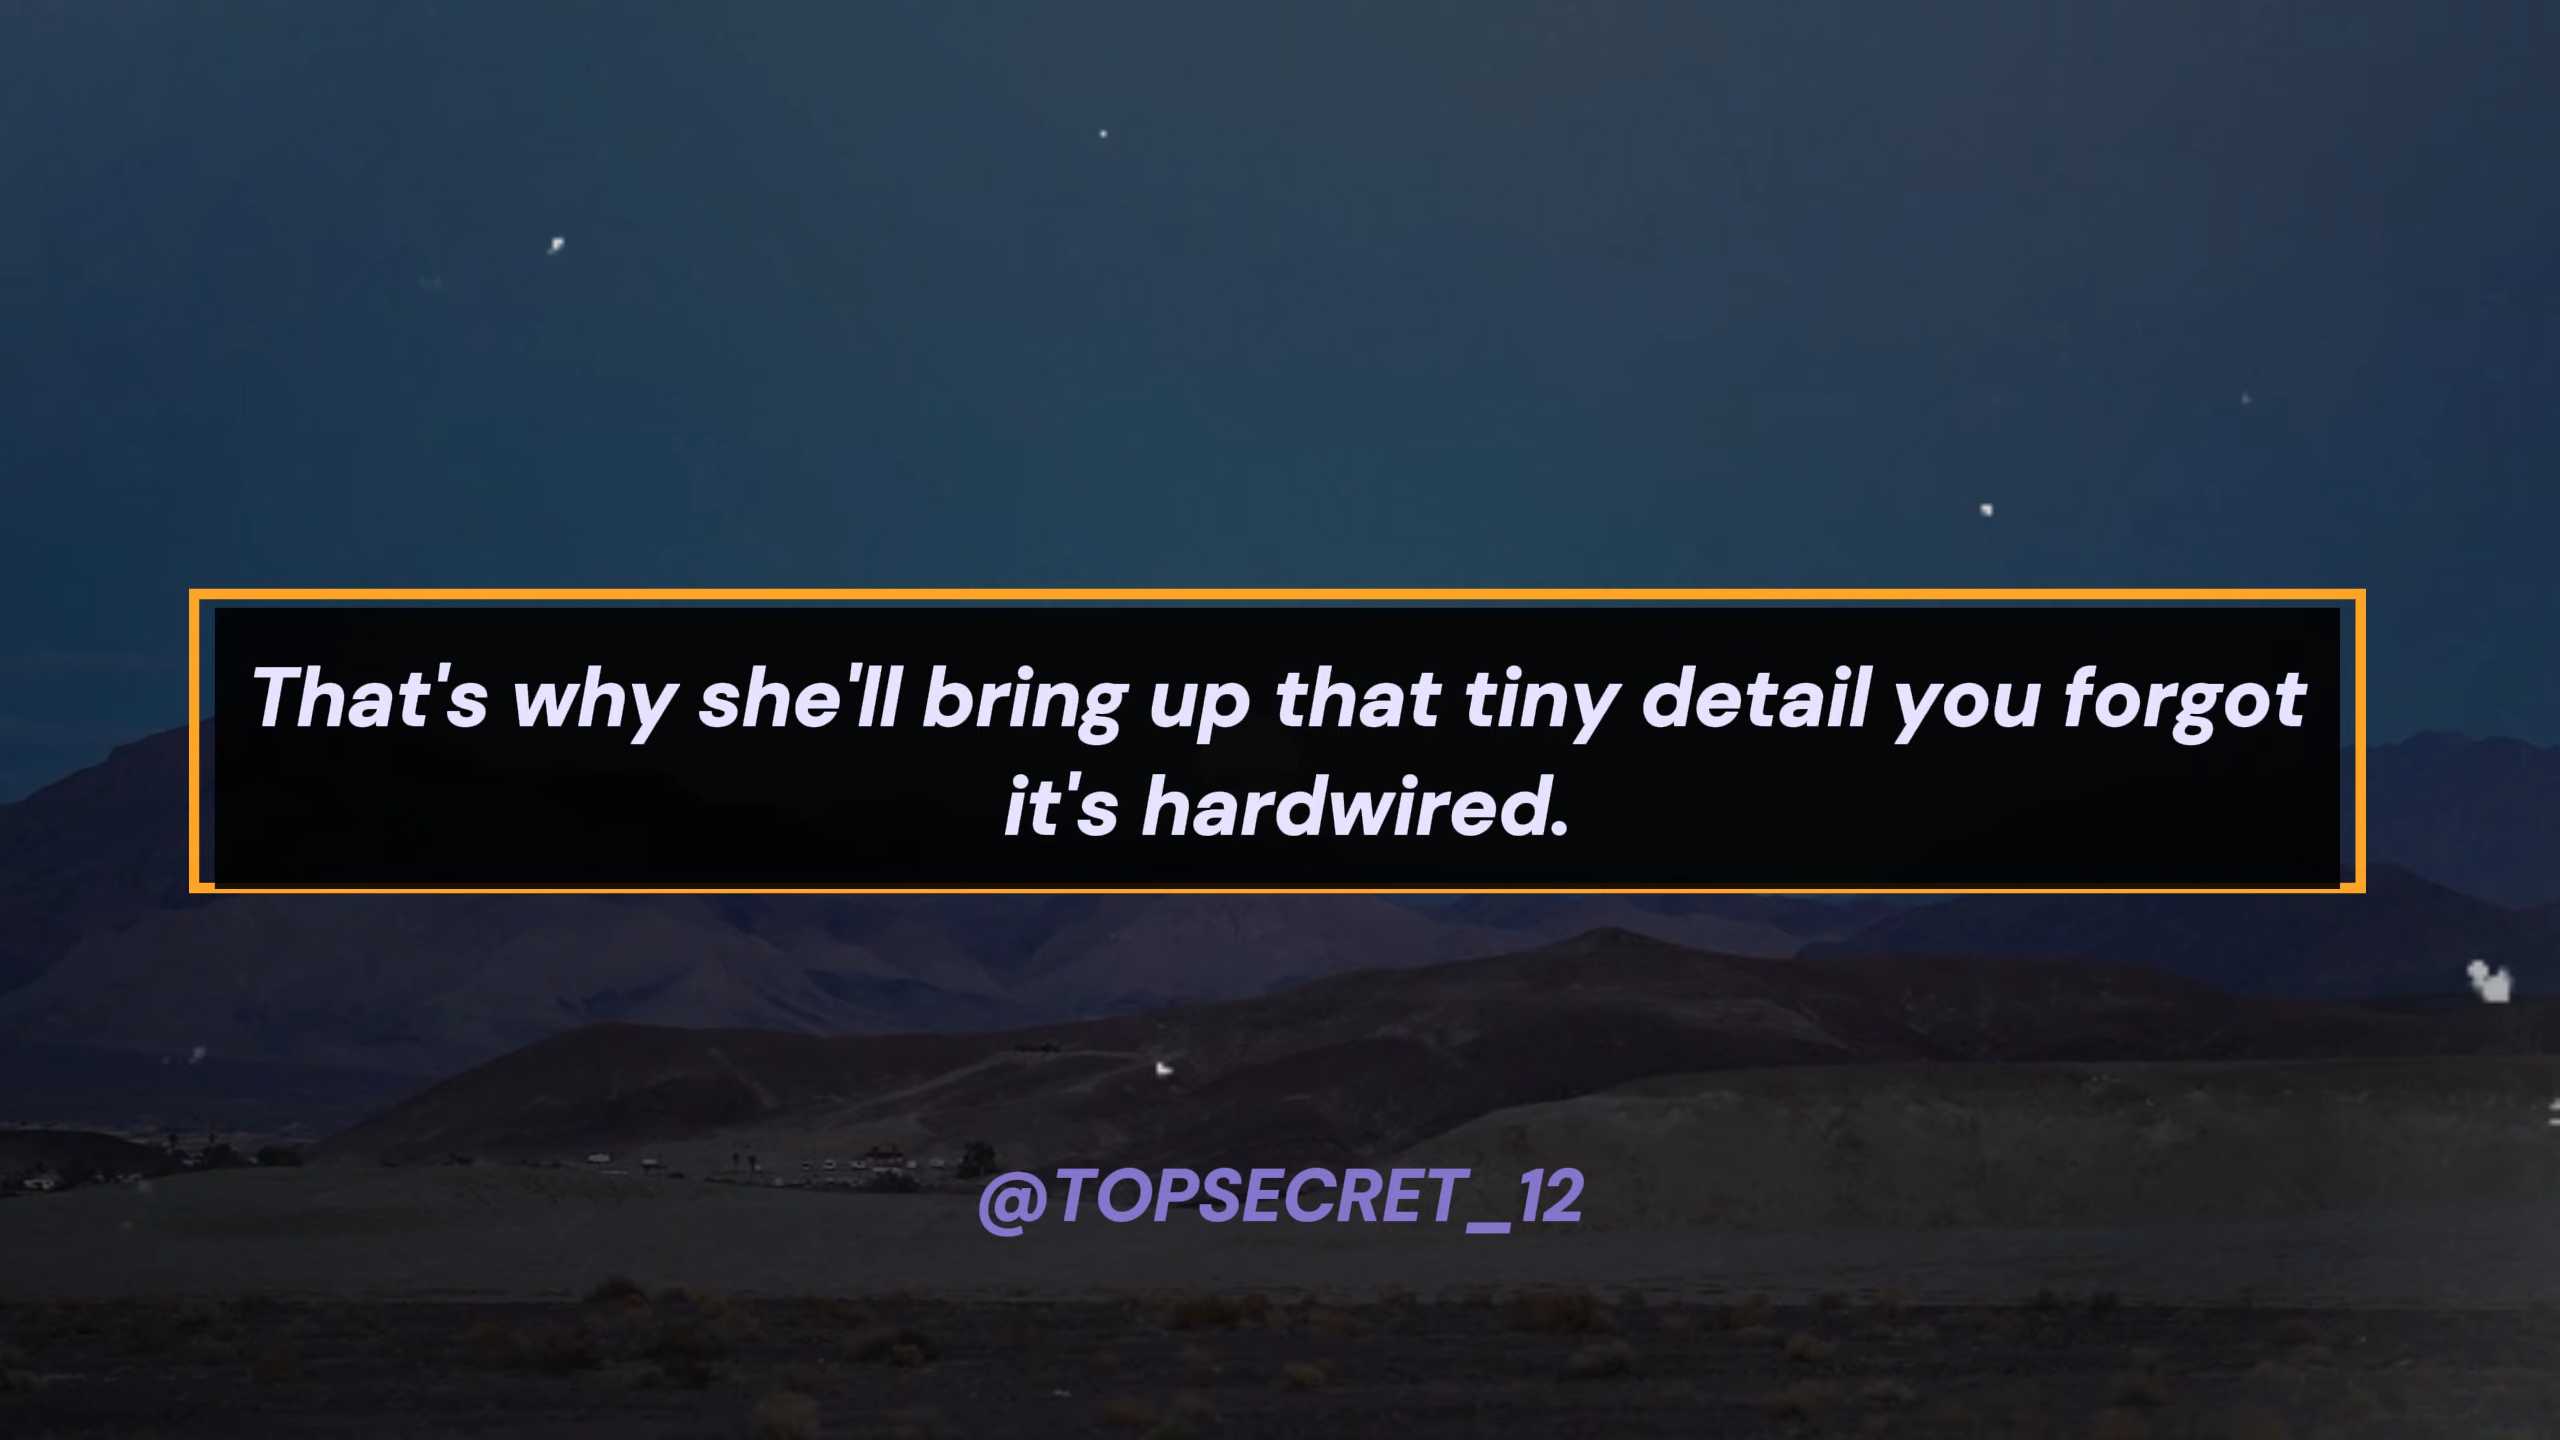 That's why she'll bring up that tiny detail you forgot
it's hardwired.
@TOPSECRET_12